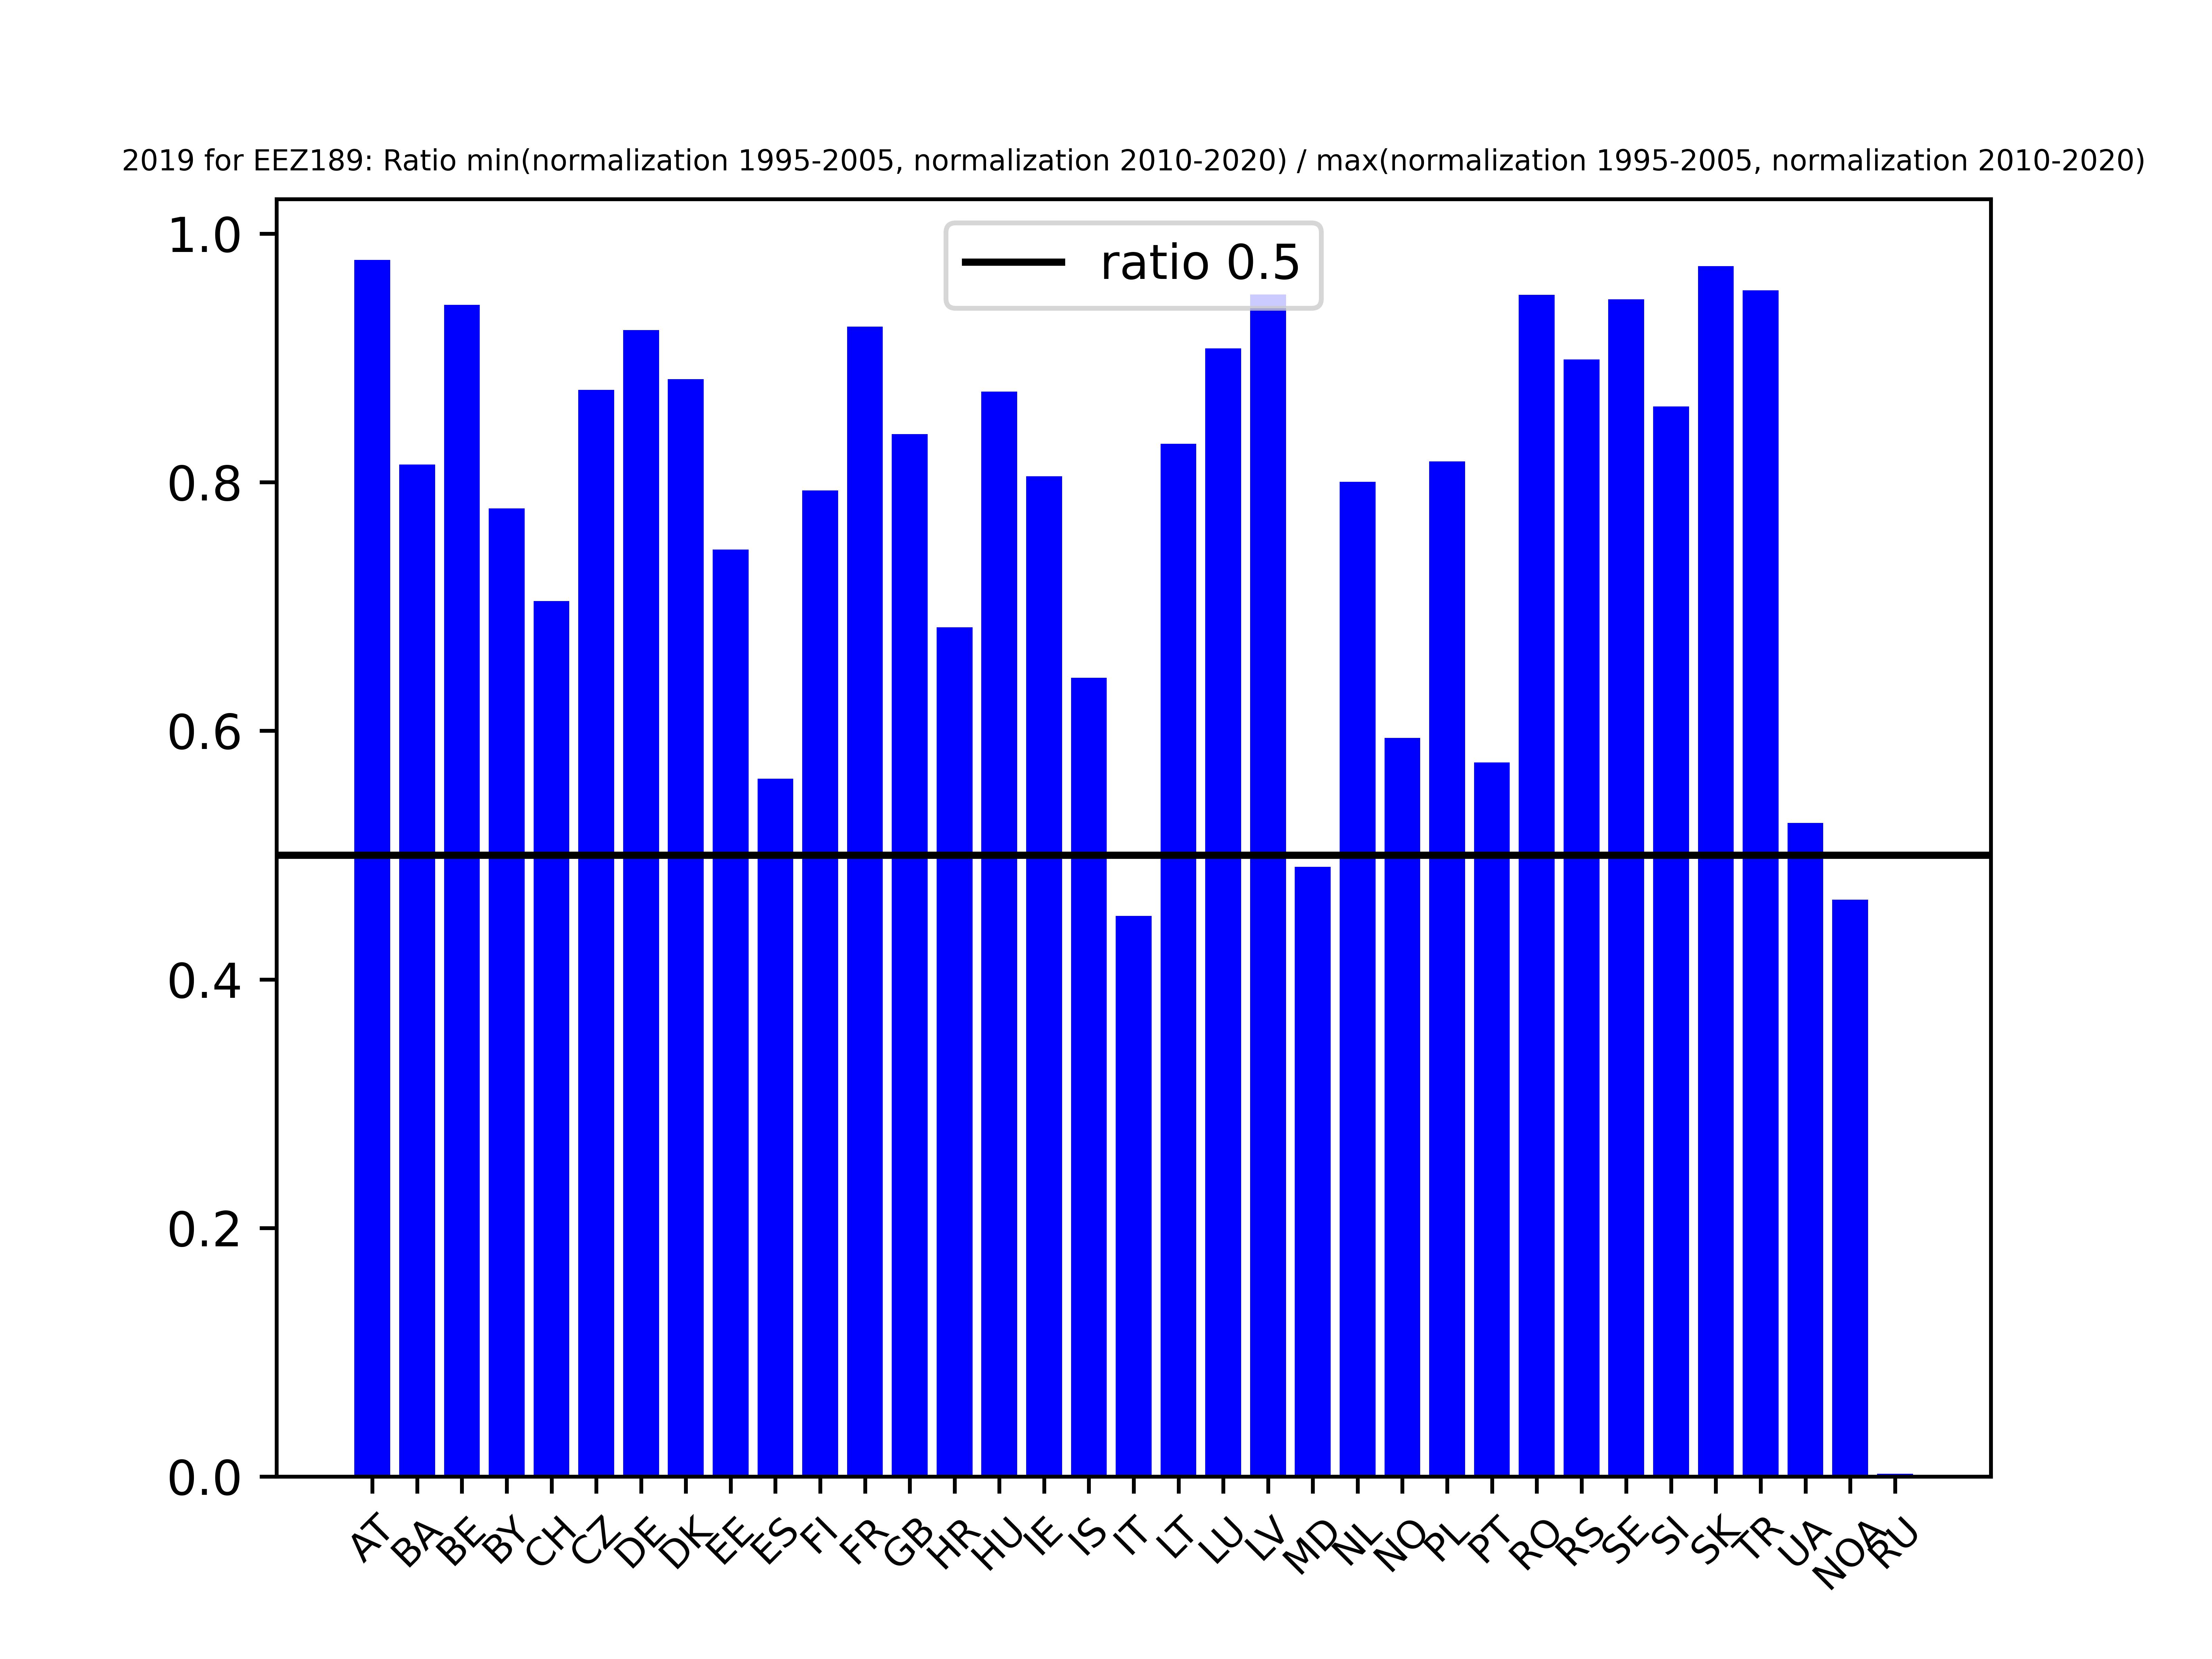 2019 for EEZ189: Ratio min(normalization 1995-2005, normalization 2010-2020) / max(normalization 1995-2005, normalization 2010-2020)
ratio 0.5
1.0
0.8
0.6
0.4
0.2
0.0
AT BA BE BY CH CZ DE DK EE ES FI FR GB HR HU IE IS IT LT LU LV MD NL NO PL PT RO RS SE SI SK TR UA NOA RU